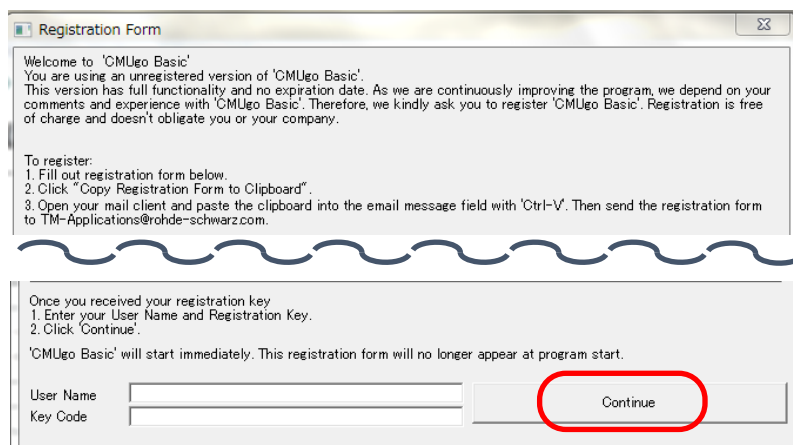 Registration Form
Welcome to 'CMUgo Basic'
You are using an unregistered version of 'CMUgo Basic'.
This version has full functionality and no expiration date. As we are continuously improving the program, we depend on your
comments and experience with 'CMUgo Basic'. Therefore, we kindly ask you to register 'CMUgo Basic'. Registration is free
of charge and doesn't obligate you or your company.
To register:
1. Fill out registration form below.
2. Click "Copy Registration Form to Clipboard".
3. Open your mail client and paste the clipboard into the email message field with 'Ctrl-V'. Then send the registration form
to TM-Applications@rohde-schwarz.com.
Once you received your registration key
1. Enter your User Name and Registration Key.
2. Click 'Continue'.
'CMUgo Basic' will start immediately. This registration form will no longer appear at program start.
User Name
Continue
Key Code